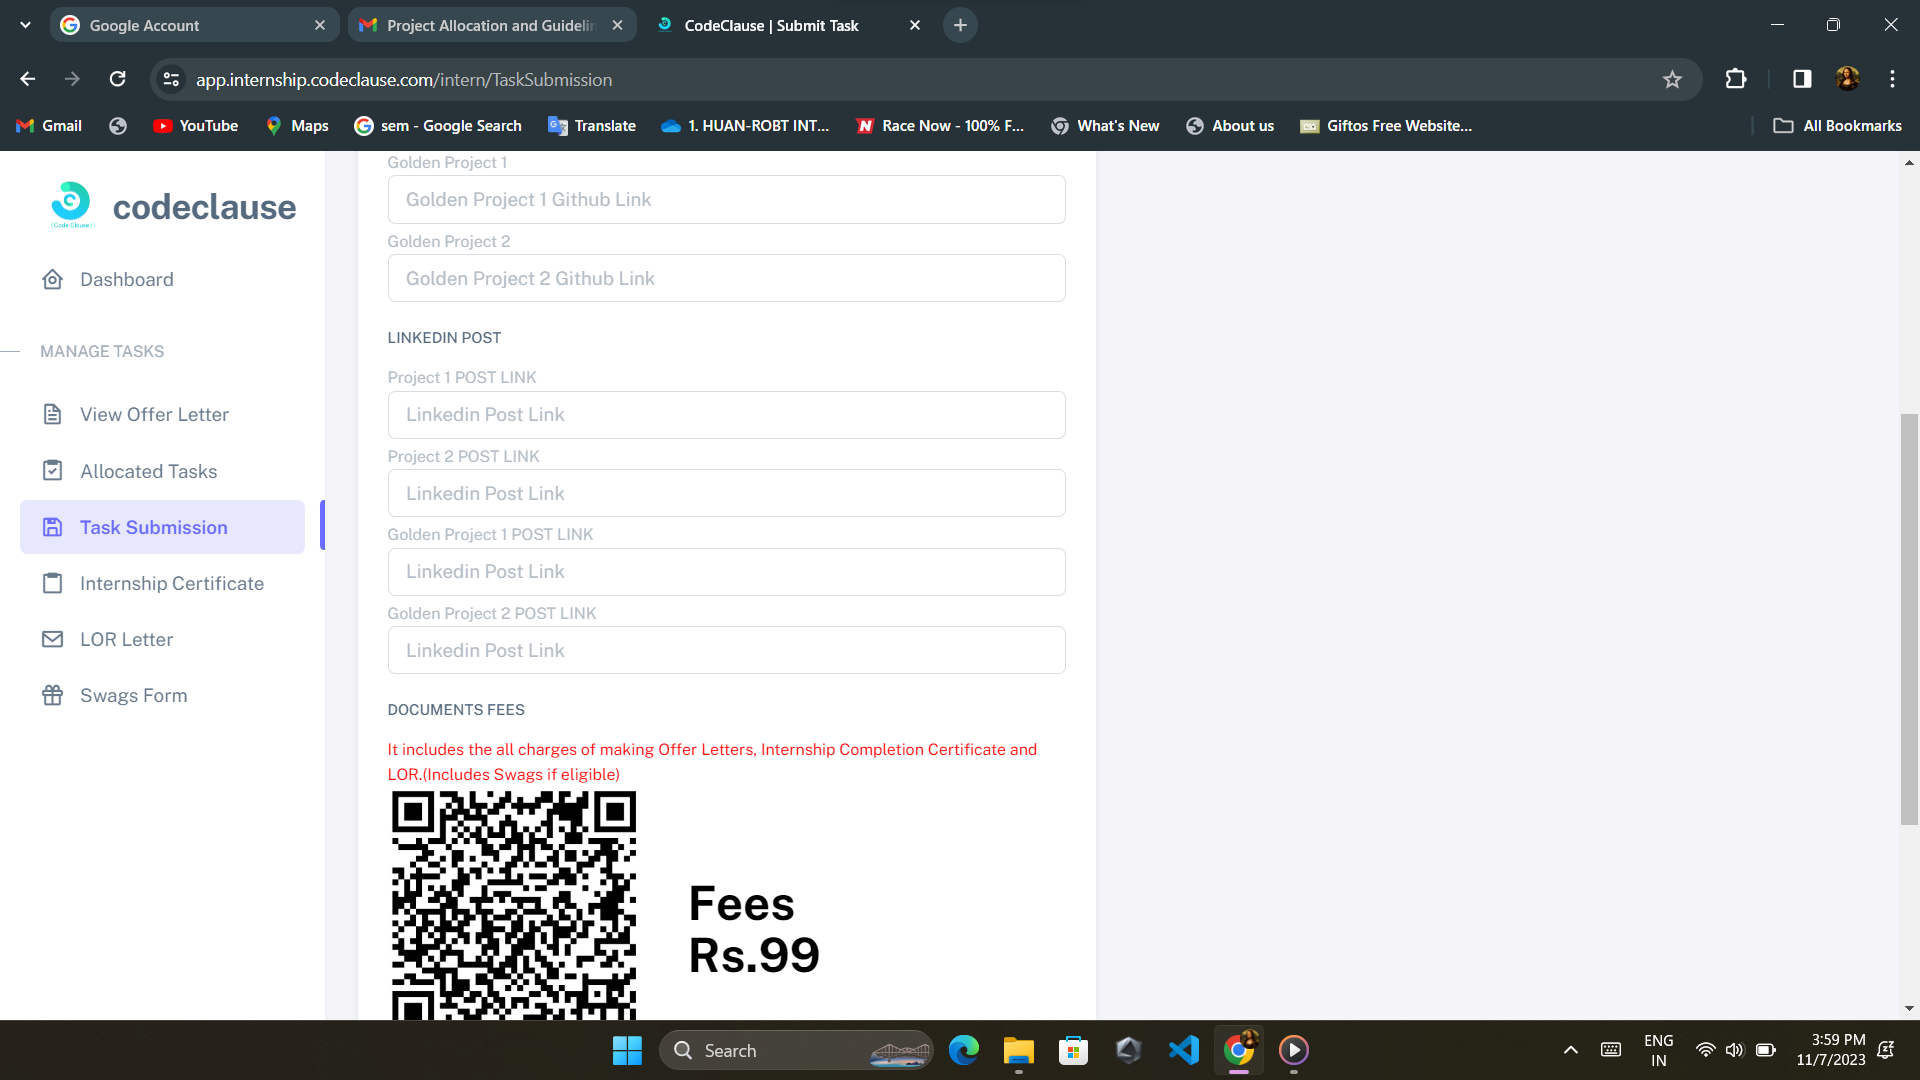 Google Account
Project Allocation and Guidelin
CodeClause | Submit Task
app.internship.codeclause.com/intern/TaskSubmission
Gmail
YouTube
Maps
sem - Google Search
Translate
1. HUAN-ROBT INT...
Race Now - 100% F...
What's New
About us
Giftos Free Website...
All Bookmarks
codeclause
Dashboard
MANAGE TASKS
View Offer Letter
Allocated Tasks
Task Submission
Internship Certificate
LOR Letter
Swags Form
Golden Project 1
Golden Project 1 Github Link
Golden Project 2
Golden Project 2 Github Link
LINKEDIN POST
Project 1 POST LINK
Linkedin Post Link
Project 2 POST LINK
Linkedin Post Link
Golden Project 1 POST LINK
Linkedin Post Link
Golden Project 2 POST LINK
Linkedin Post Link
DOCUMENTS FEES
It includes the all charges of making Offer Letters, Internship Completion Certificate and
LOR.(Includes Swags if eligible)
Fees
Rs.99
Search
ENG
IN
3:59 PM
11/7/2023